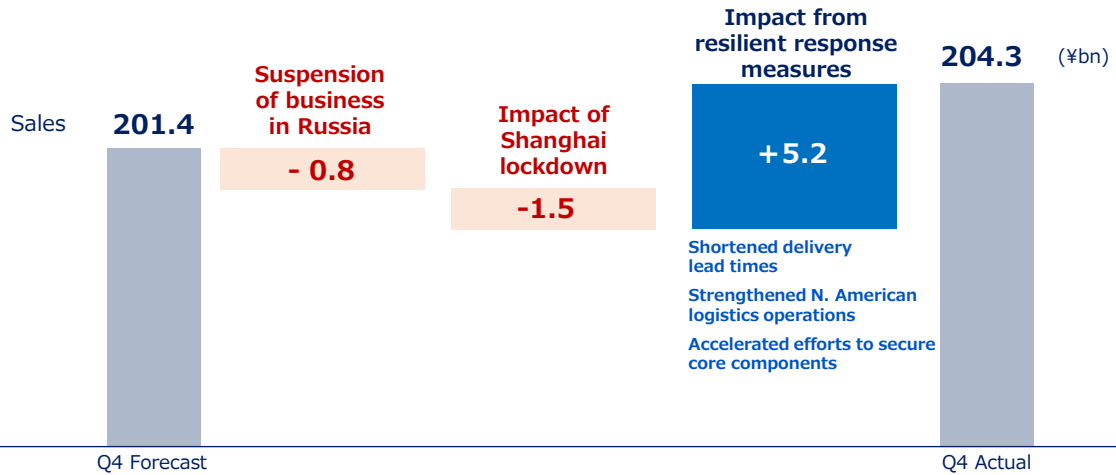 Sales
201.4
Suspension
of business
in Russia
- 0.8
Impact of
Shanghai
lockdown
-1.5
Impact from
resilient response
measures
+5.2
Shortened delivery
lead times
Strengthened N. American
logistics operations
Accelerated efforts to secure
core components
204.3
(¥bn)
Q4 Forecast
Q4 Actual